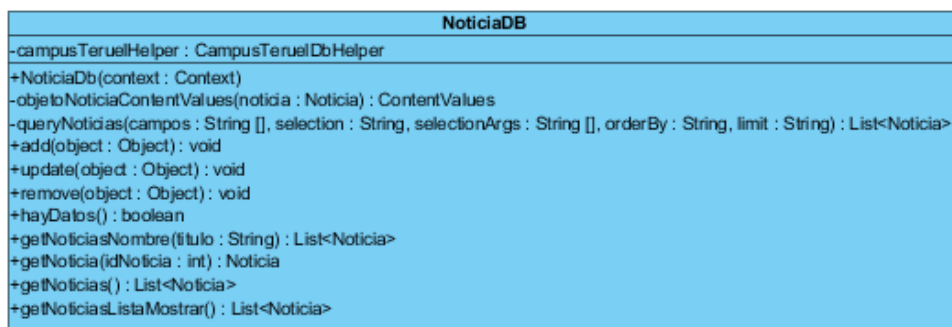 NoticiaDB
-campusTeruelHelper : CampusTeruelDbHelper
+NoticiaDb(context : Context)
-objetoNoticiaContentValues(noticia : Noticia) : ContentValues
-queryNoticias(campos : String [], selection : String, selectionArgs : String [], orderBy : String, limit : String) : List<Noticia>
+add(object : Object) : void
+update(object : Object) : void
+remove(object : Object) : void
+hayDatos() : boolean
+getNoticiasNombre(titulo : String) : List<Noticia>
+getNoticia(idNoticia : int) : Noticia
+getNoticias() : List<Noticia>
+getNoticiasListaMostrar() : List<Noticia>